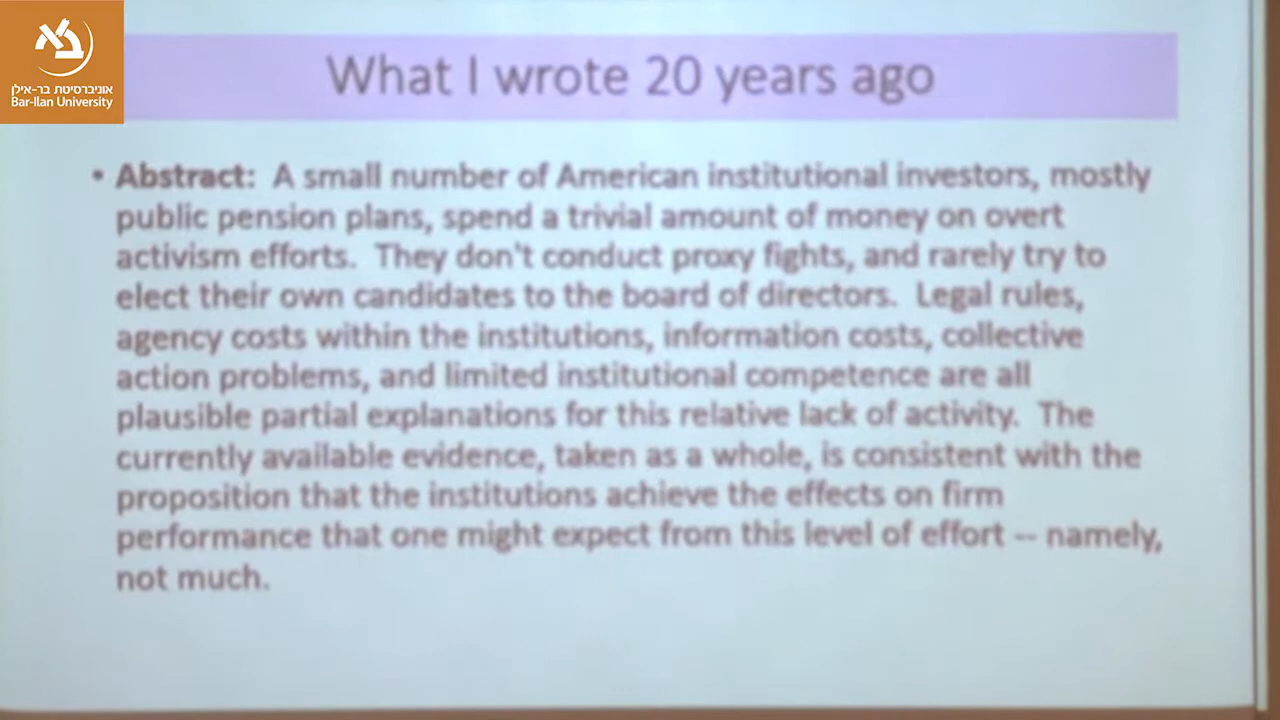 אוניברסיטת בר-אילן
Bar-Ilan University
What I wrote 20 years ago
• Abstract: A small number of American institutional investors, mostly
public pension plans, spend a trivial amount of money on overt
activism efforts. They don't conduct proxy fights, and rarely try to
elect their own candidates to the board of directors. Legal rules,
agency costs within the institutions, information costs, collective
action problems, and limited institutional competence are all
plausible partial explanations for this relative lack of activity. The
currently available evidence, taken as a whole, is consistent with the
proposition that the institutions achieve the effects on firm
performance that one might expect from this level of effort -- namely,
not much.